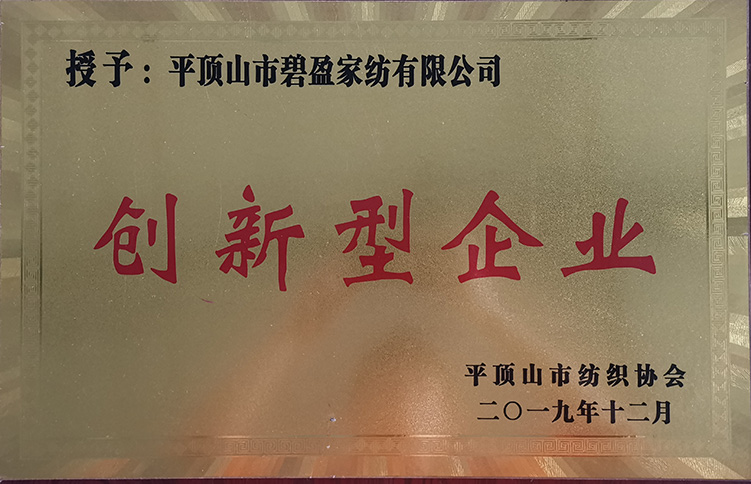 授予：平顶山市碧盈家纺有限公司
创新型企业
平顶山市纺织协会
二〇一九年十二月